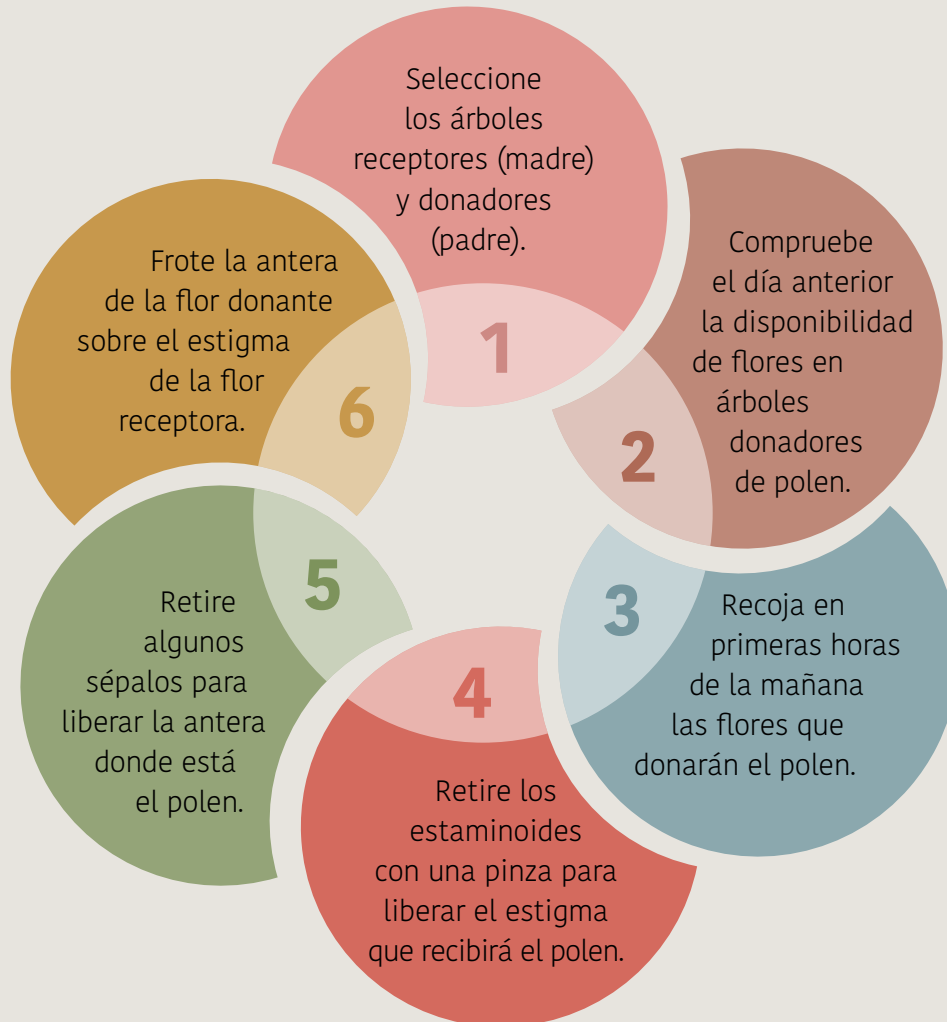 Seleccione
los árboles
receptores (madre)
y donadores
(padre).
1
Compruebe
el día anterior
la disponibilidad
de flores en
árboles
donadores
de polen.
2
Recoja en
primeras horas
de la mañana
las flores que
donarán el polen.
3
Retire los
estaminoides
con una pinza para
liberar el estigma
que recibirá el polen.
4
Retire
algunos
sépalos para
liberar la antera
donde está
el polen.
5
Frote la antera
de la flor donante
sobre el estigma
de la flor
receptora.
6